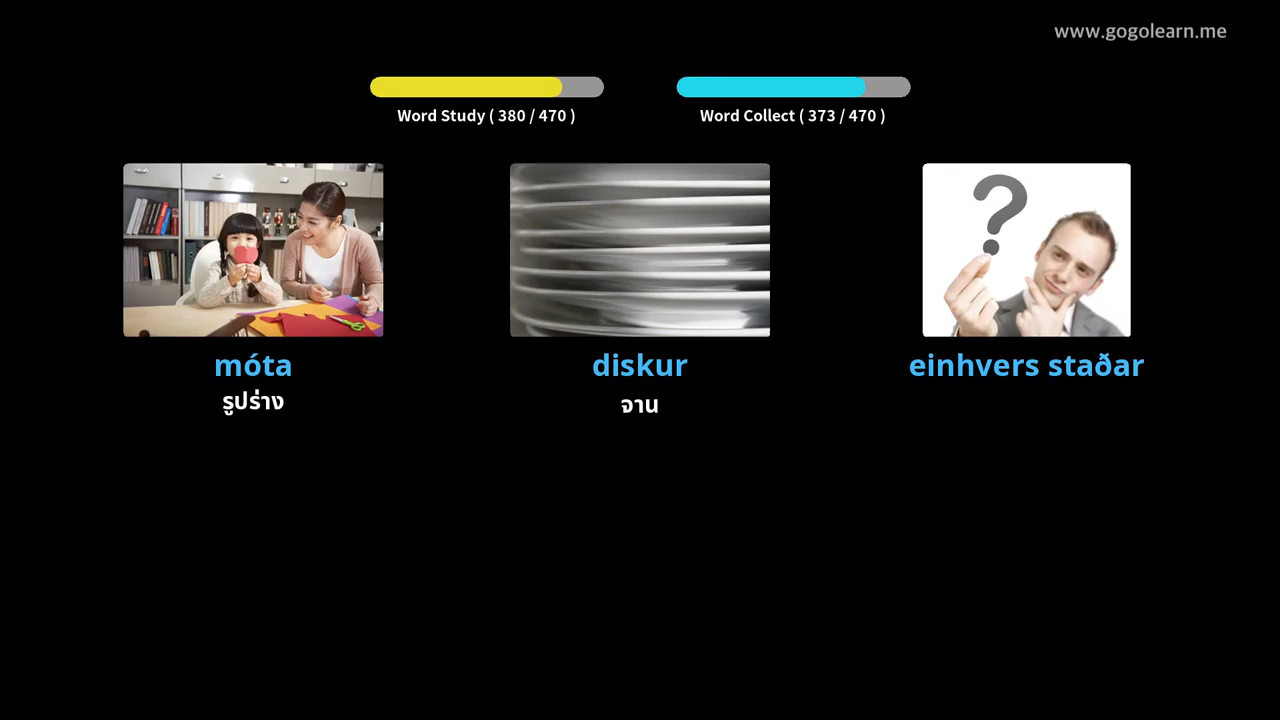 www.gogolearn.me
Word Study ( 380 / 470 )
Word Collect ( 373 / 470 )
móta
รูปร่าง
diskur
จาน
einhvers staðar